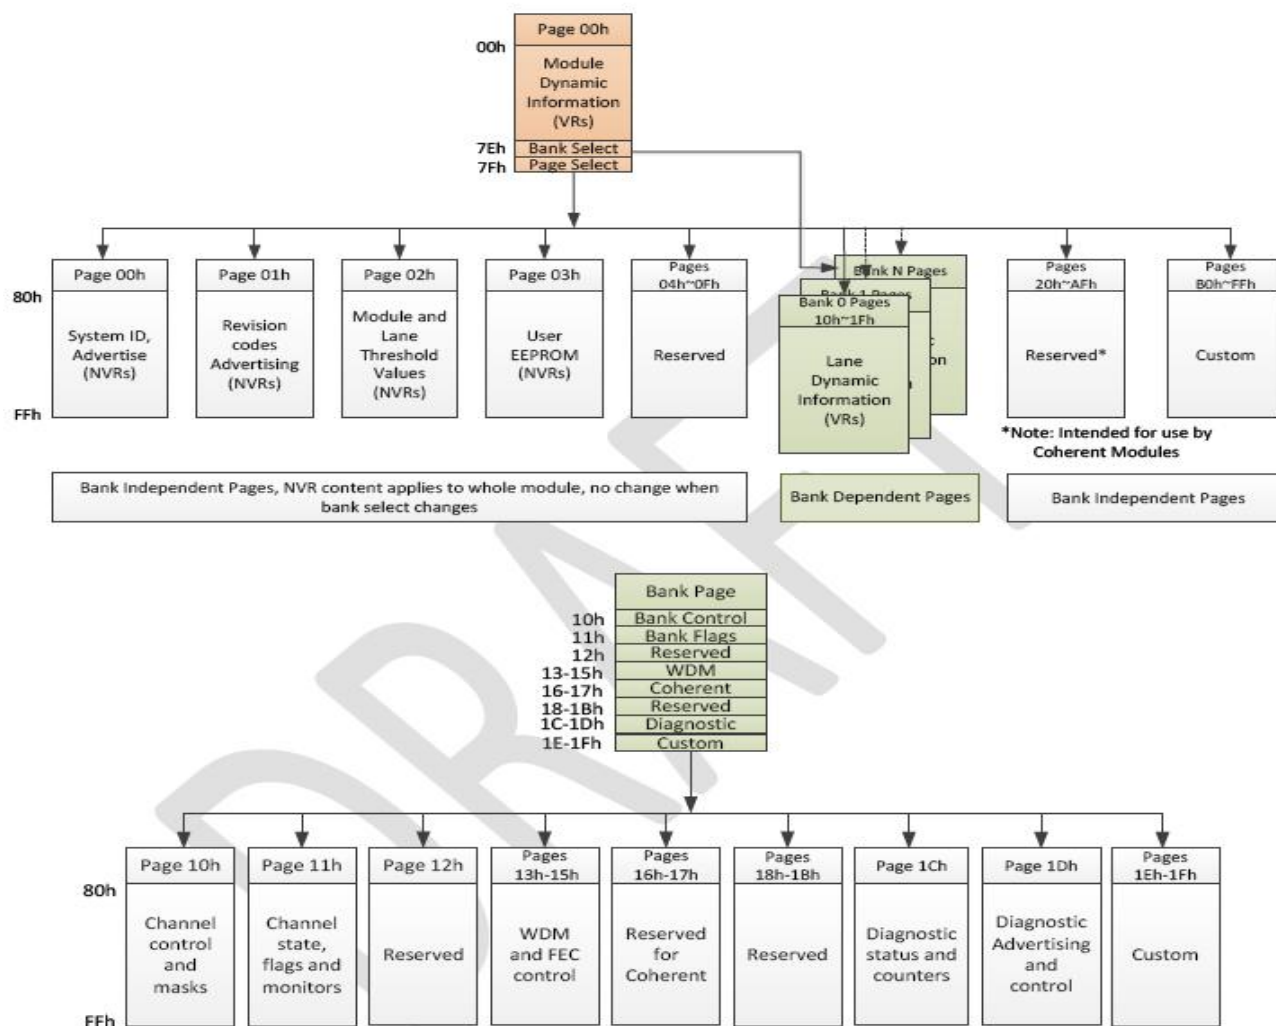 Page 00h
00h
Module
Dynamic
Information
(VRs)
7Eh
Bank Select
7Fh
Page Select
Page 00h
80h
System ID,
Advertise
(NVRs)
FFh
Page 01h
Revision
codes
Advertising
(NVRs)
Page 02h
Module and
Lane
Threshold
Values
(NVRs)
Page 03h
User
EEPROM
(NVRs)
Pages
04h~0Fh
Reserved
Bank N Pages
Bank 1 Pages
Bank 0 Pages
10h~1Fh
Lane
Dynamic
Information
(VRs)
Pages
20h~AFh
Reserved*
Pages
B0h~FFh
Custom
*Note: Intended for use by
Coherent Modules
Bank Independent Pages, NVR content applies to whole module, no change when
bank select changes
Bank Dependent Pages
Bank Independent Pages
DRAFT
Bank Page
10h
Bank Control
11h
Bank Flags
12h
Reserved
13-15h
WDM
16-17h
Coherent
18-1Bh
Reserved
1C-1Dh
Diagnostic
1E-1Fh
Custom
Page 10h
80h
Channel
control
and
masks
FFh
Page 11h
Channel
state,
flags and
monitors
Page 12h
Reserved
Pages
13h-15h
WDM
and FEC
control
Pages
16h-17h
Reserved
for
Coherent
Pages
18h-1Bh
Reserved
Page 1Ch
Diagnostic
status and
counters
Page 1Dh
Diagnostic
Advertising
and
control
Pages
1Eh-1Fh
Custom